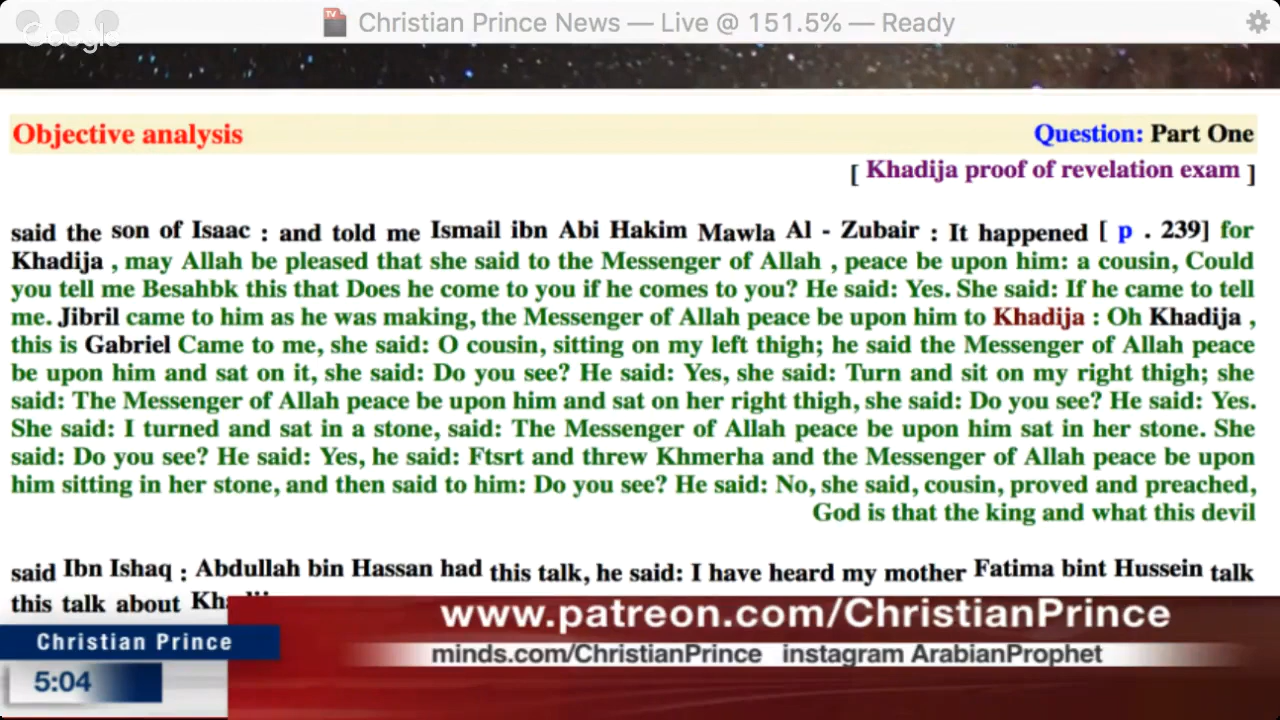 Christian Prince News — Live @ 151.5% — Ready
Google
TV
Objective analysis
Question: Part One
[ Khadija proof of revelation exam ]
said the son of Isaac : and told me Ismail ibn Abi Hakim Mawla Al - Zubair : It happened [ p . 239] for
Khadija , may Allah be pleased that she said to the Messenger of Allah , peace be upon him: a cousin, Could
you tell me Besahbk this that Does he come to you if he comes to you? He said: Yes. She said: If he came to tell
me. Jibril came to him as he was making, the Messenger of Allah peace be upon him to Khadija : Oh Khadija ,
this is Gabriel Came to me, she said: O cousin, sitting on my left thigh; he said the Messenger of Allah peace
be upon him and sat on it, she said: Do you see? He said: Yes, she said: Turn and sit on my right thigh; she
said: The Messenger of Allah peace be upon him and sat on her right thigh, she said: Do you see? He said: Yes.
She said: I turned and sat in a stone, said: The Messenger of Allah peace be upon him sat in her stone. She
said: Do you see? He said: Yes, he said: Ftsrt and threw Khmerha and the Messenger of Allah peace be upon
him sitting in her stone, and then said to him: Do you see? He said: No, she said, cousin, proved and preached,
God is that the king and what this devil
said Ibn Ishaq : Abdullah bin Hassan had this talk, he said: I have heard my mother Fatima bint Hussein talk
this talk about
www.patreon.com/ChristianPrince
Christian Prince
minds.com/ChristianPrince instagram ArabianProphet
5:04